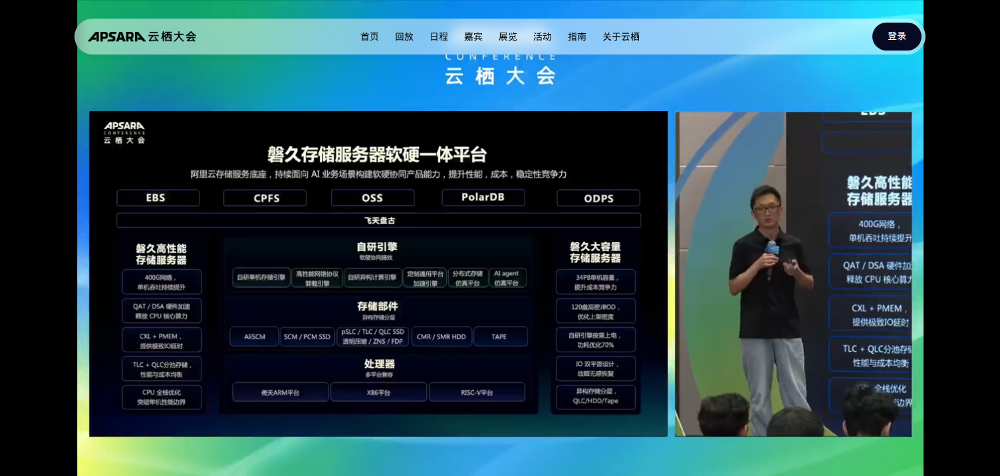 APSARA 云栖大会
首页 回放 日程 嘉宾 展览 活动 指南 关于云栖
登录
CONFERENCE
云栖大会
APSARA
CONFERENCE
云栖大会
磐久存储服务器软硬一体平台
阿里云存储服务底座，持续面向 AI 业务场景构建软硬协同产品能力，提升性能，成本，稳定性竞争力
EBS
CPFS
OSS
PolarDB
ODPS
飞天盘古
磐久高性能
存储服务器
400G网络，
单机吞吐持续提升
QAT / DSA 硬件加速
释放 CPU 核心算力
CXL + PMEM，
提供极致IO延时
TLC + QLC分池存储，
性能与成本均衡
CPU 全栈优化
突破单机性能边界
自研引擎
软硬协同提效
自研单机存储引擎
高性能网络协议
卸载引擎
自研异构计算引擎
定制通用平台
加速引擎
分布式存储
仿真平台
AI agent
仿真平台
存储部件
异构存储分层
AliSCM
SCM / PCM SSD
pSLC / TLC / QLC SSD
透明压缩 / ZNS / FDP
CMR / SMR HDD
TAPE
处理器
多平台兼容
倚天ARM平台
X86平台
RISC-V平台
磐久大容量
存储服务器
34PB单机容量，
提升成本竞争力
120盘高密JBOD，
优化上架密度
自研引擎按需上电，
功耗优化70%
IO 双平面设计，
故障无感恢复
异构存储分层，
QLC/HDD/Tape
EBS
磐久高性能
存储服务器
400G网络，
单机吞吐持续提升
QAT / DSA 硬件加
释放 CPU 核心算力
CXL + PMEM，
提供极致IO延时
TLC + QLC分池存储
性能与成本均衡
全栈优化
边界